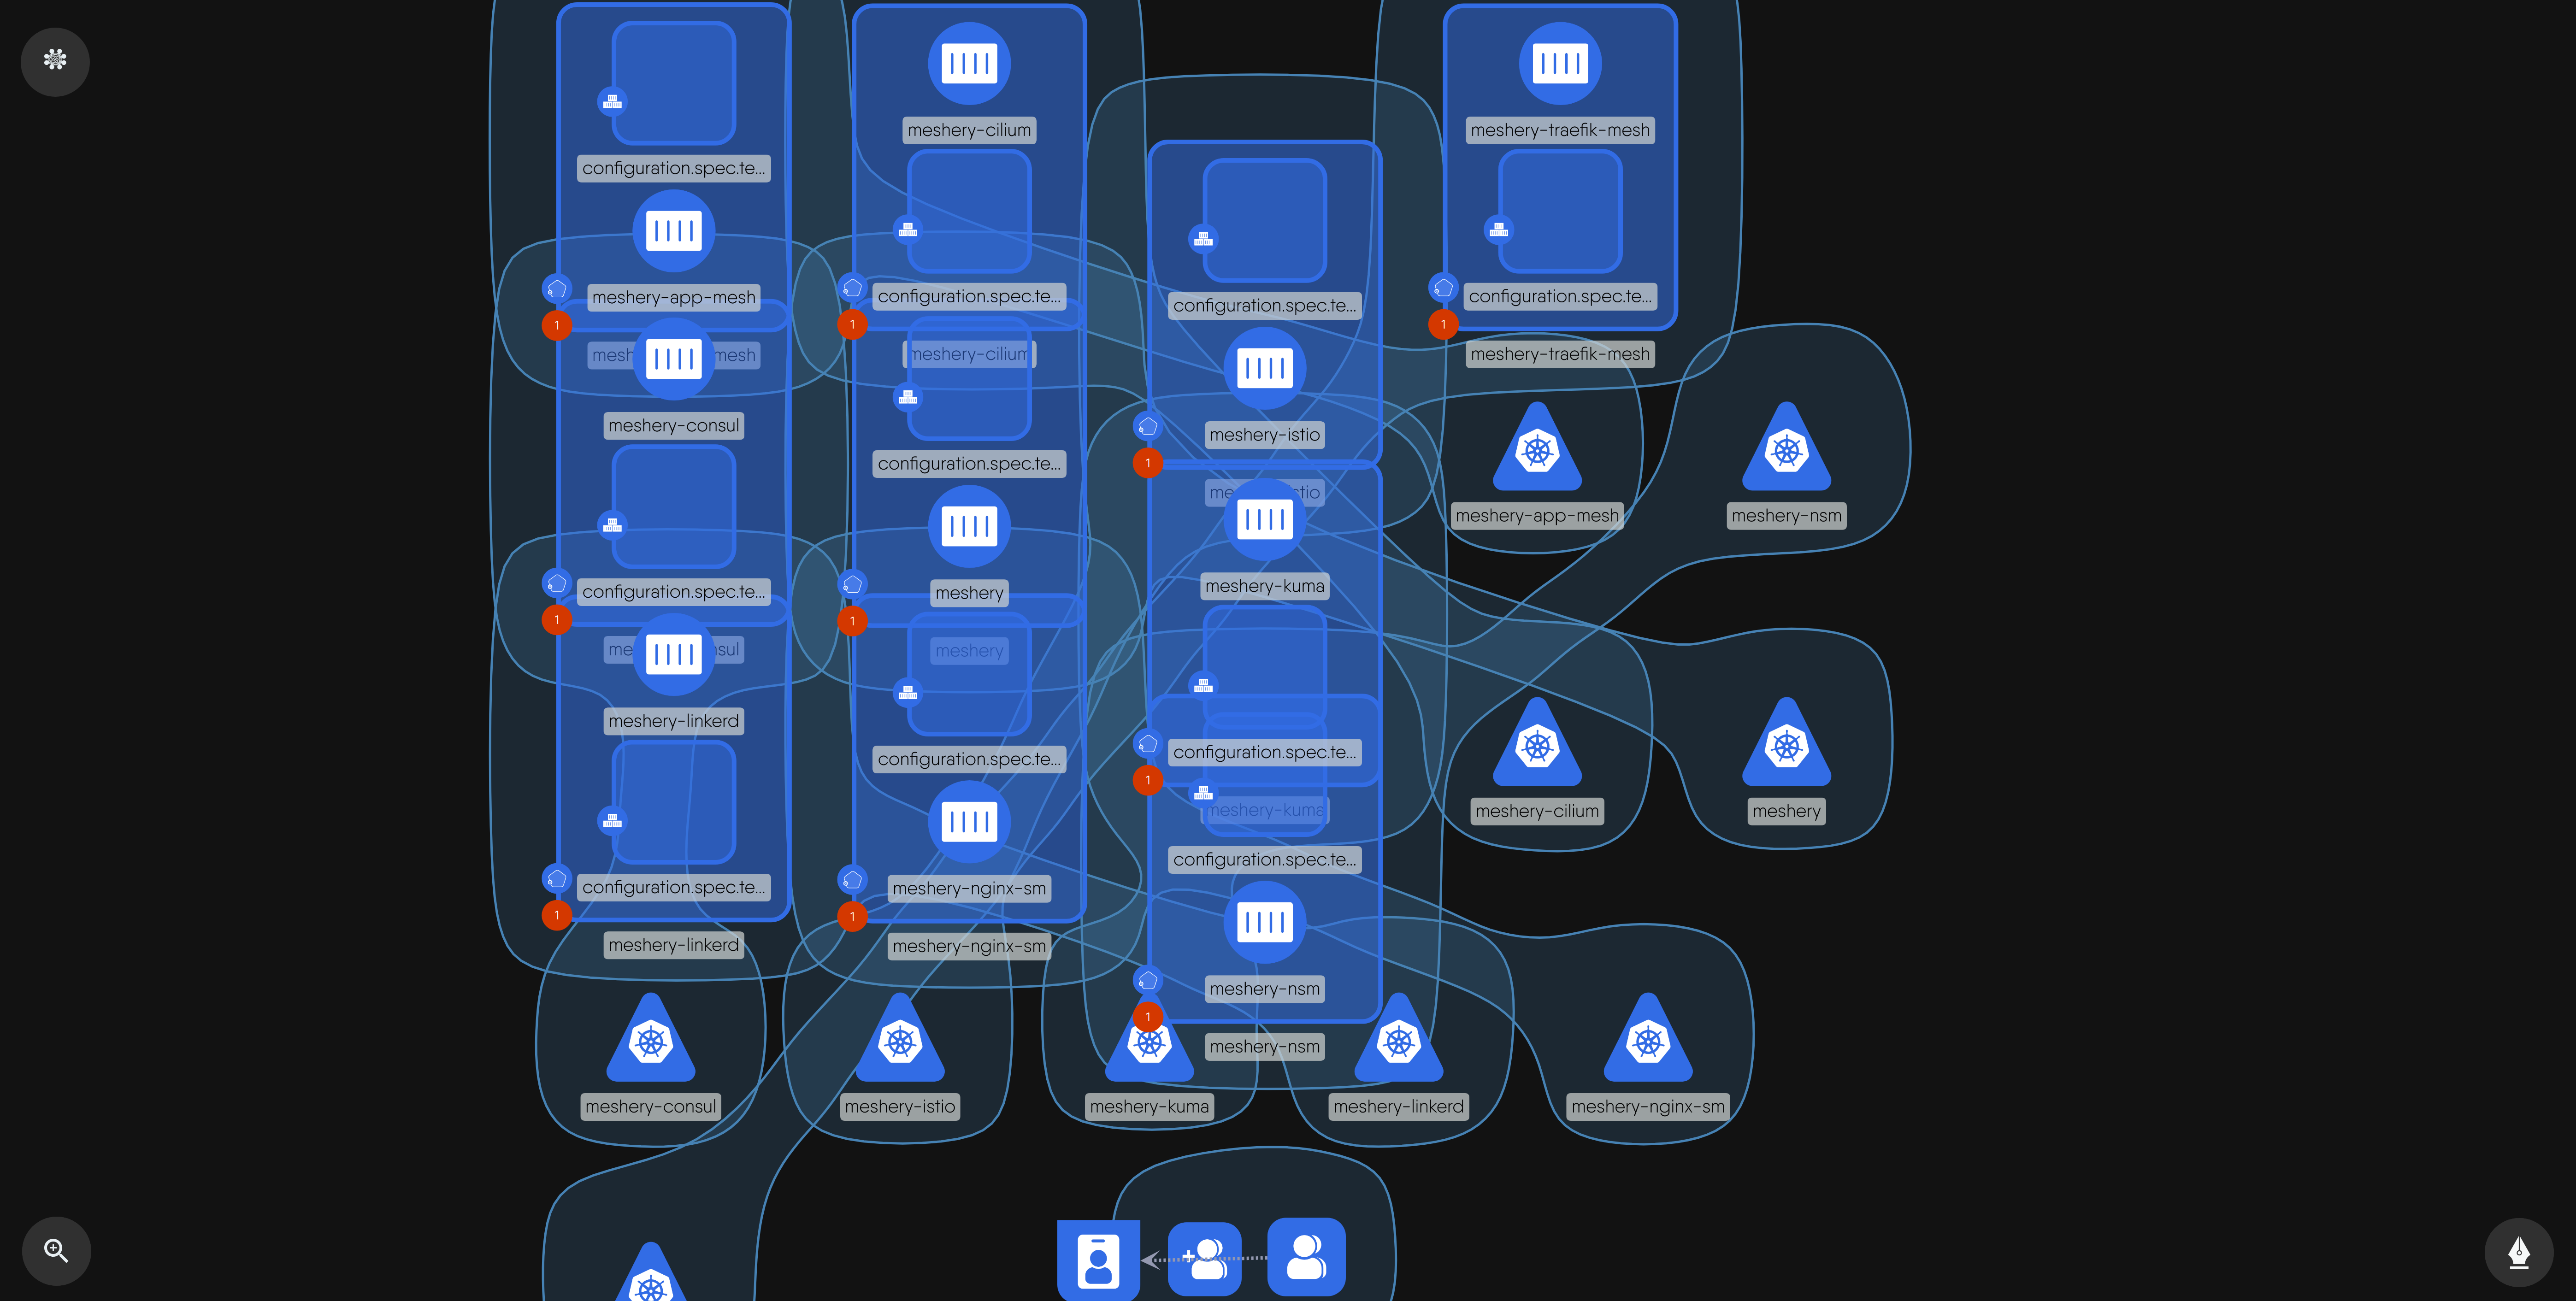 meshery-cilium
meshery-traefik-mesh
configuration.spec.te...
meshery-app-mesh
configuration.spec.te...
configuration.spec.te...
configuration.spec.te...
1
1
1
mesh mesh
meshery-cilium
meshery-traefik-mesh
meshery-consul
meshery-istio
configuration.spec.te...
1
me stio
meshery-app-mesh
meshery-nsm
configuration.spec.te...
meshery
meshery-kuma
1
1
me sul
meshery
meshery-linkerd
configuration.spec.te...
configuration.spec.te...
1
meshery-kuma
meshery-cilium
meshery
configuration.spec.te...
configuration.spec.te...
meshery-nginx-sm
1
1
meshery-linkerd
meshery-nginx-sm
meshery-nsm
1
meshery-nsm
meshery-consul
meshery-istio
meshery-kuma
meshery-linkerd
meshery-nginx-sm